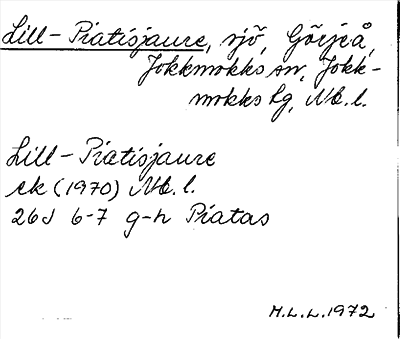 Lill-Piatisjaure, sjö, Görjeå,
Jokkmokks sn, Jokk-
mokks lg, Nb. l.
Lill-Piatisjaure
ek (1970) Nb. l.
26J 6-7 g-h Piatas
H.L.L. 1972